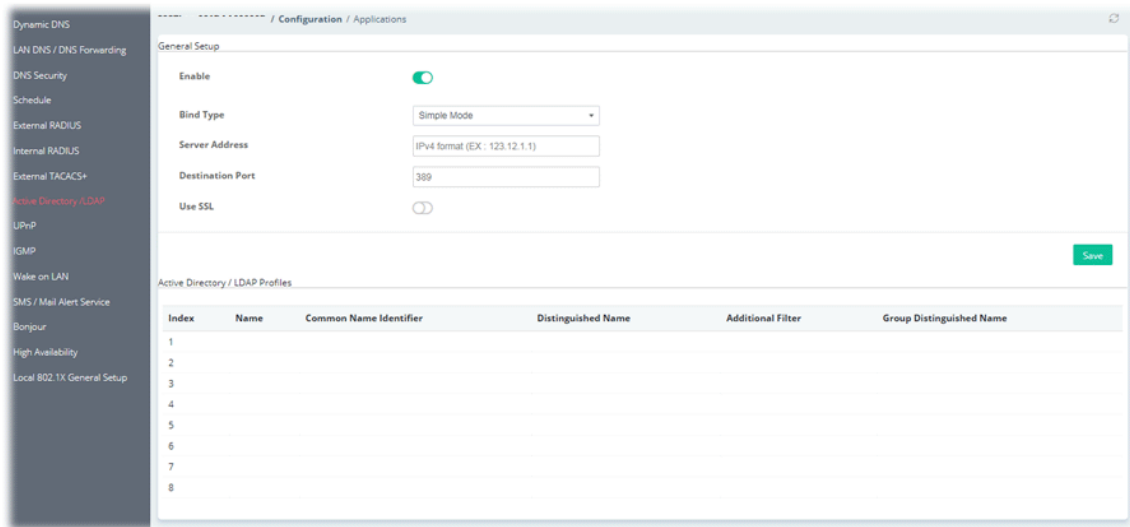 / Configuration / Applications
Dynamic DNS
LAN DNS / DNS Forwarding
DNS Security
Schedule
External RADIUS
Internal RADIUS
External TACACS+
Active Directory /LDAP
UPnP
IGMP
Wake on LAN
SMS / Mail Alert Service
Bonjour
High Availability
Local 802.1X General Setup
General Setup
Enable
Bind Type Simple Mode
Server Address IPv4 format (EX : 123.12.1.1)
Destination Port 389
Use SSL
Save
Active Directory / LDAP Profiles
Index Name Common Name Identifier Distinguished Name Additional Filter Group Distinguished Name
1
2
3
4
5
6
7
8